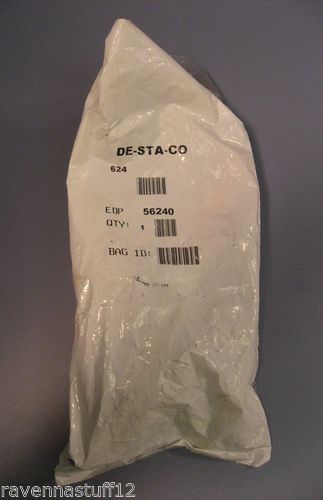 DE-STA-CO
624
EDP 56240
QTY: 1
BAG ID:
ravennastuff12